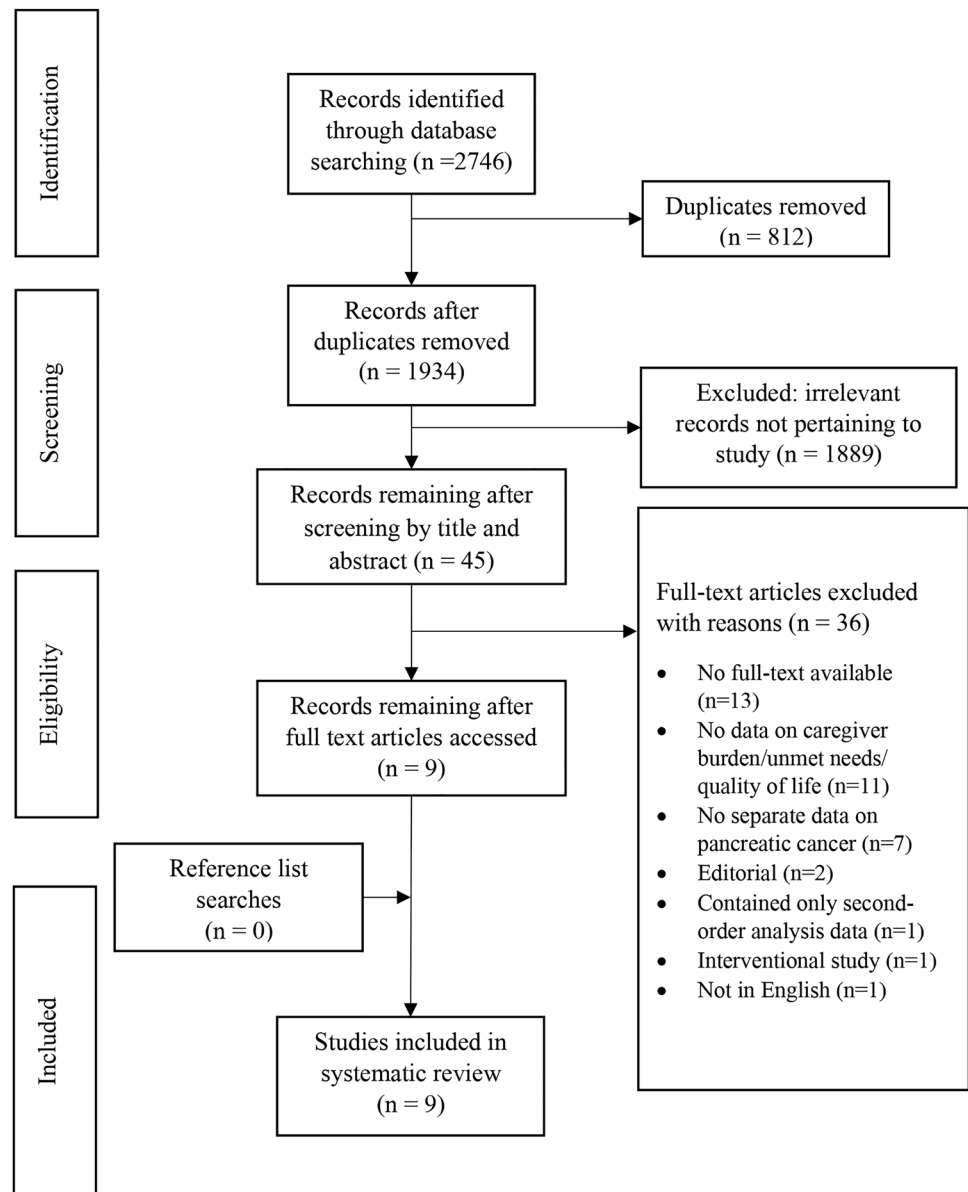 Identification
Records identified
through database
searching (n =2746)
Duplicates removed
(n = 812)
Screening
Records after
duplicates removed
(n = 1934)
Excluded: irrelevant
records not pertaining to
study (n = 1889)
Records remaining after
screening by title and
abstract (n = 45)
Eligibility
Full-text articles excluded
with reasons (n = 36)
• No full-text available
(n=13)
• No data on caregiver
burden/unmet needs/
quality of life (n=11)
• No separate data on
pancreatic cancer (n=7)
• Editorial (n=2)
• Contained only second-
order analysis data (n=1)
• Interventional study (n=1)
• Not in English (n=1)
Records remaining after
full text articles accessed
(n = 9)
Reference list
searches
(n = 0)
Included
Studies included in
systematic review
(n = 9)